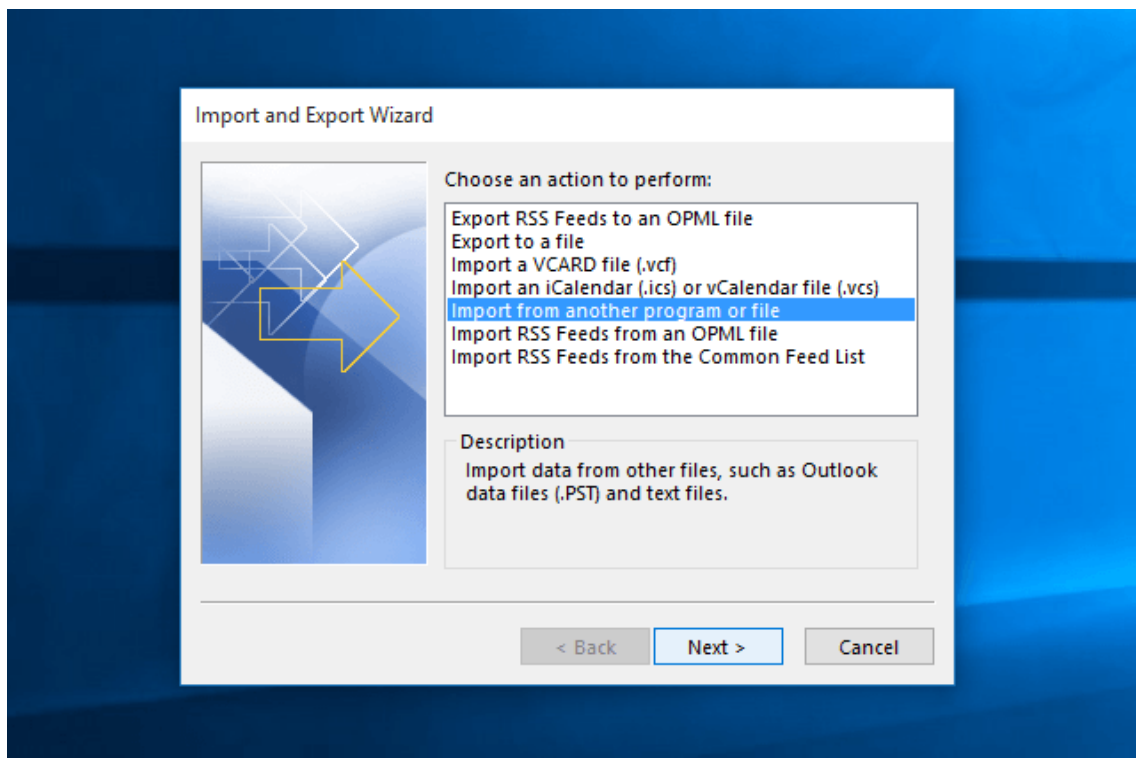 Import and Export Wizard
Choose an action to perform:
Export RSS Feeds to an OPML file
Export to a file
Import a VCARD file (.vcf)
Import an iCalendar (.ics) or vCalendar file (.vcs)
Import from another program or file
Import RSS Feeds from an OPML file
Import RSS Feeds from the Common Feed List
Description
Import data from other files, such as Outlook
data files (.PST) and text files.
< Back Next > Cancel